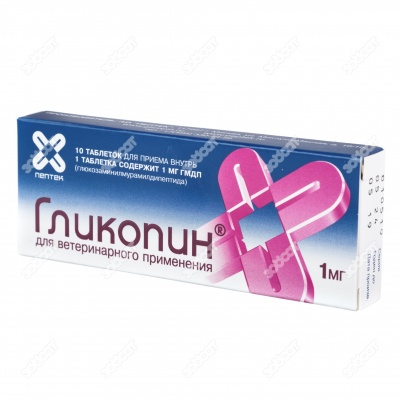 ПЕПТЕК
10 ТАБЛЕТОК ДЛЯ ПРИЕМА ВНУТРЬ
1 ТАБЛЕТКА СОДЕРЖИТ 1 МГ ГМДП
(глюкозаминилмурамилдипептида)
Гликопин®
для ветеринарного применения
1мг